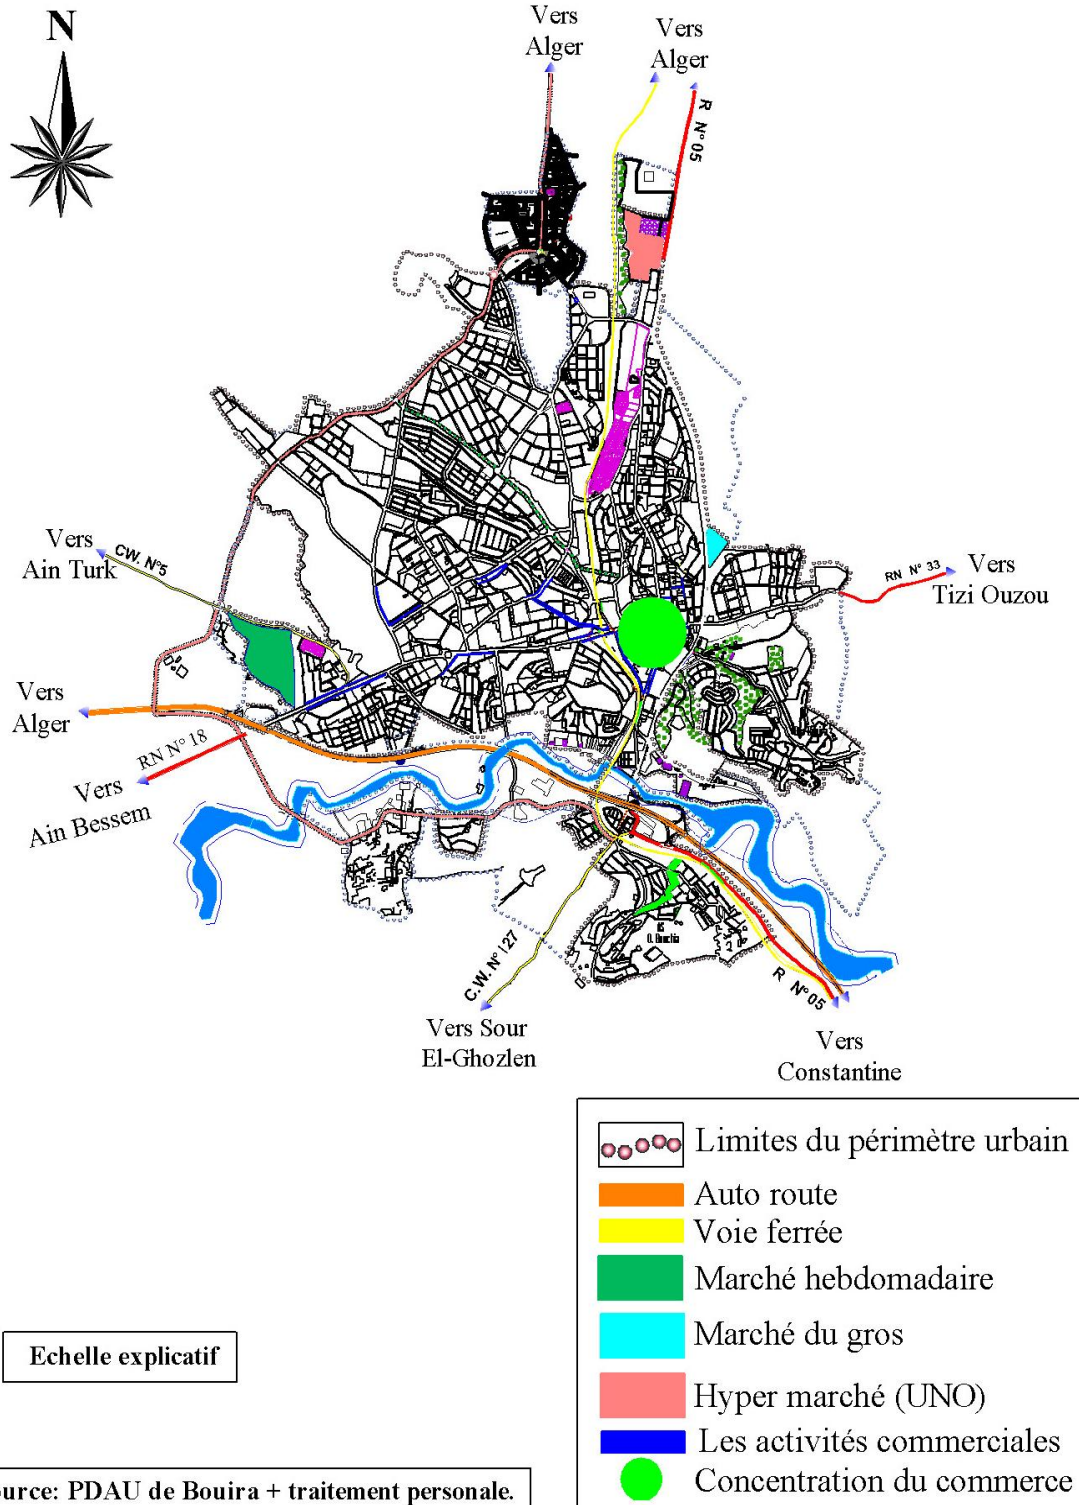 N
Vers
Alger
Vers
Alger
R N° 05
Vers
Ain Turk
CW. N°5
RN N° 33
Vers
Tizi Ouzou
Vers
Alger
RN N° 18
Vers
Ain Bessem
C.W. N°127
Vers Sour
El-Ghozlen
R N° 05
Vers
Constantine
Limites du périmètre urbain
Auto route
Voie ferrée
Marché hebdomadaire
Marché du gros
Hyper marché (UNO)
Les activités commerciales
Concentration du commerce
Echelle explicatif
ource: PDAU de Bouira + traitement personale.